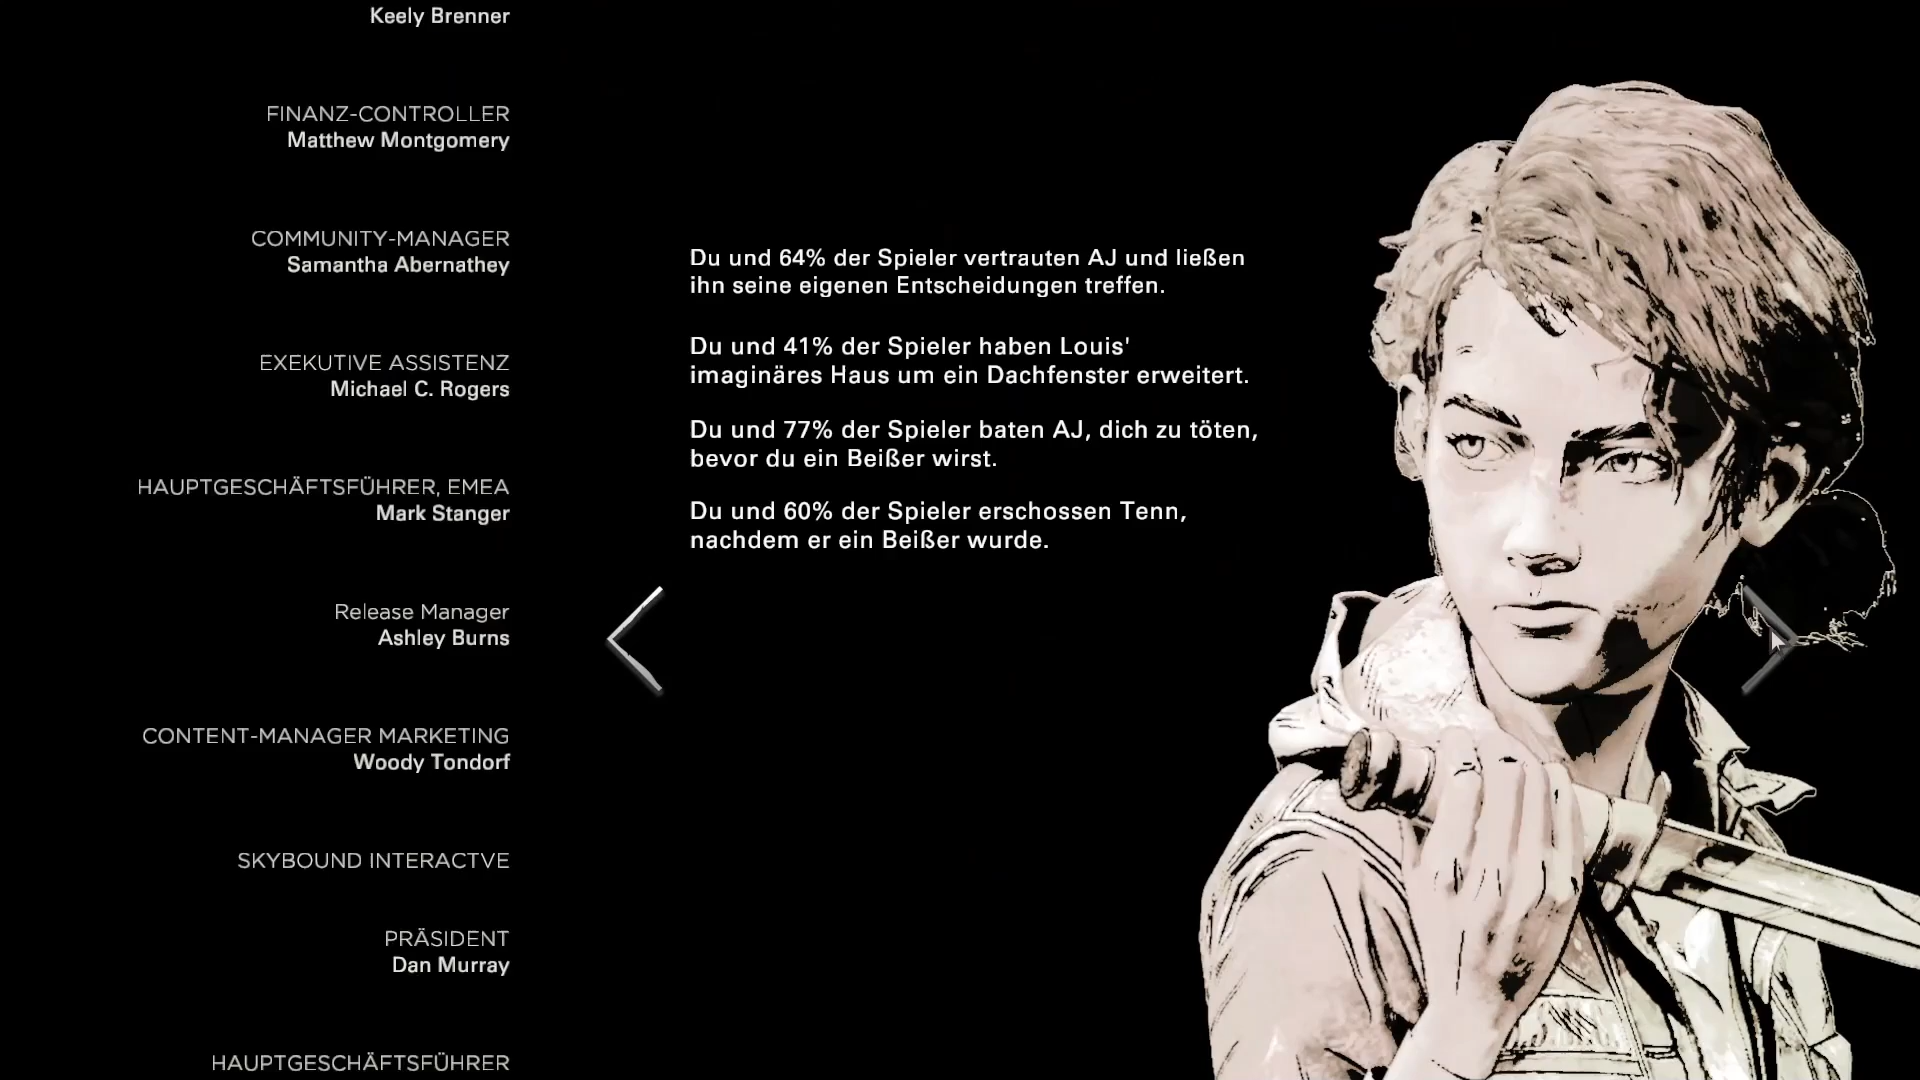 Keely Brenner
FINANZ-CONTROLLER
Matthew Montgomery
COMMUNITY-MANAGER
Samantha Abernathey
EXEKUTIVE ASSISTENZ
Michael C. Rogers
HAUPTGESCHÄFTSFÜHRER, EMEA
Mark Stanger
Release Manager
Ashley Burns
CONTENT-MANAGER MARKETING
Woody Tondorf
SKYBOUND INTERACTVE
PRÄSIDENT
Dan Murray
HAUPTGESCHÄFTSFÜHRER
Du und 64% der Spieler vertrauten AJ und ließen
ihn seine eigenen Entscheidungen treffen.
Du und 41% der Spieler haben Louis'
imaginäres Haus um ein Dachfenster erweitert.
Du und 77% der Spieler baten AJ, dich zu töten,
bevor du ein Beißer wirst.
Du und 60% der Spieler erschossen Tenn,
nachdem er ein Beißer wurde.